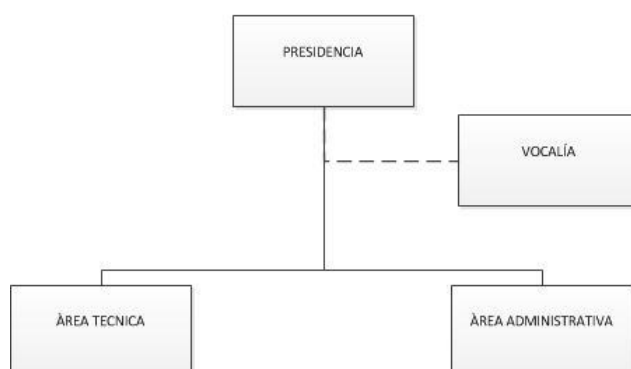 PRESIDENCIA
VOCALÍA
ÀREA TECNICA
ÀREA ADMINISTRATIVA